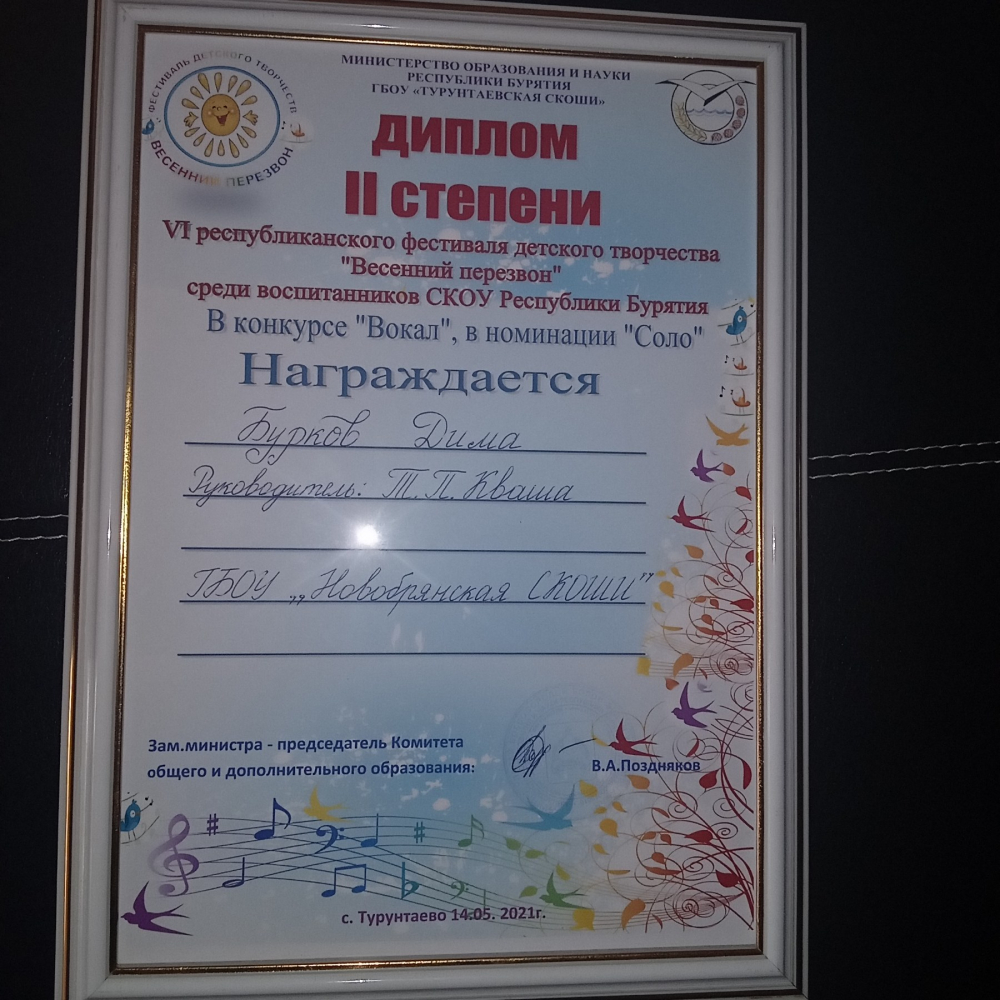 ФЕСТИВАЛЬ ДЕТСКОГО ТВОРЧЕСТВА
ВЕСЕННИЙ ПЕРЕЗВОН
МИНИСТЕРСТВО ОБРАЗОВАНИЯ И НАУКИ
РЕСПУБЛИКИ БУРЯТИЯ
ГБОУ «ТУРУНТАЕВСКАЯ СКОШИ»
ДИПЛОМ
II степени
VI республиканского фестиваля детского творчества
"Весенний перезвон"
среди воспитанников СКОУ Республики Бурятия
В конкурсе "Вокал", в номинации "Соло"
Награждается
Бурков Дима
Руководитель: Т.П. Кваша
ГБОУ „Новобрянская СКОШИ"
Зам.министра - председатель Комитета
общего и дополнительного образования: В.А.Поздняков
с. Турунтаево 14.05. 2021г.